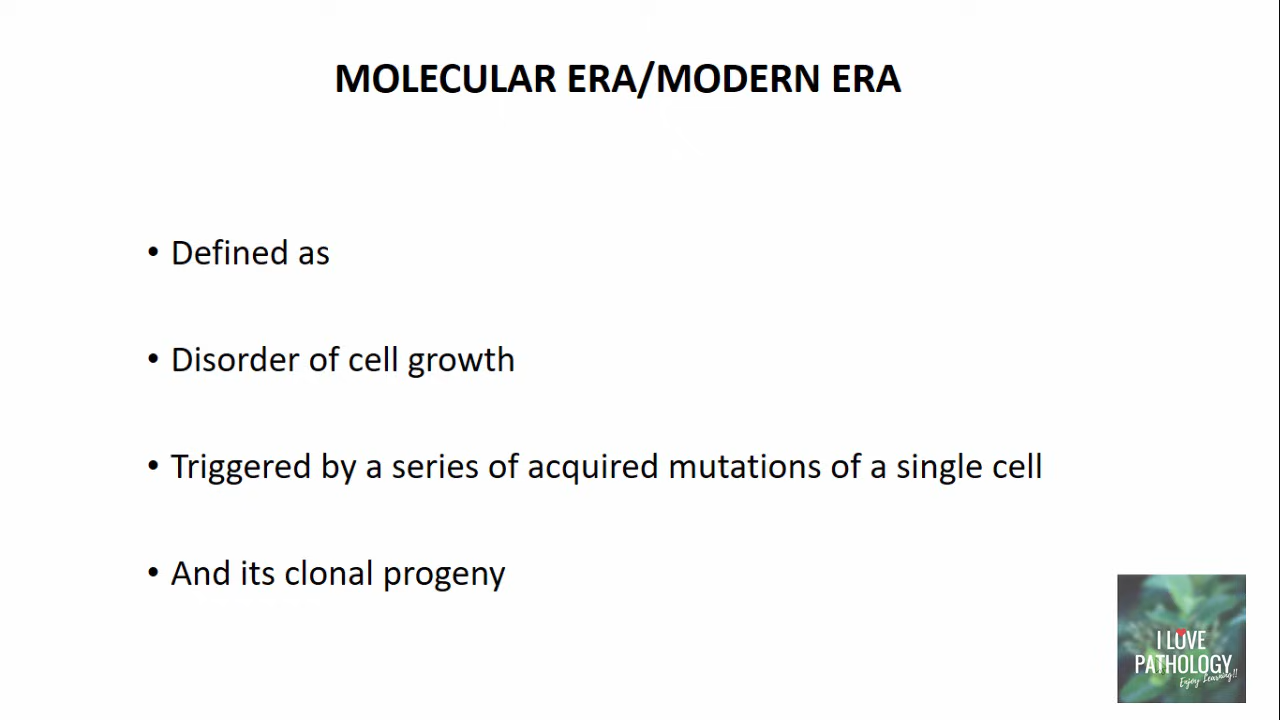 MOLECULAR ERA/MODERN ERA
• Defined as
• Disorder of cell growth
• Triggered by a series of acquired mutations of a single cell
• And its clonal progeny
I LOVE
PATHOLOGY
Enjoy Learning!!